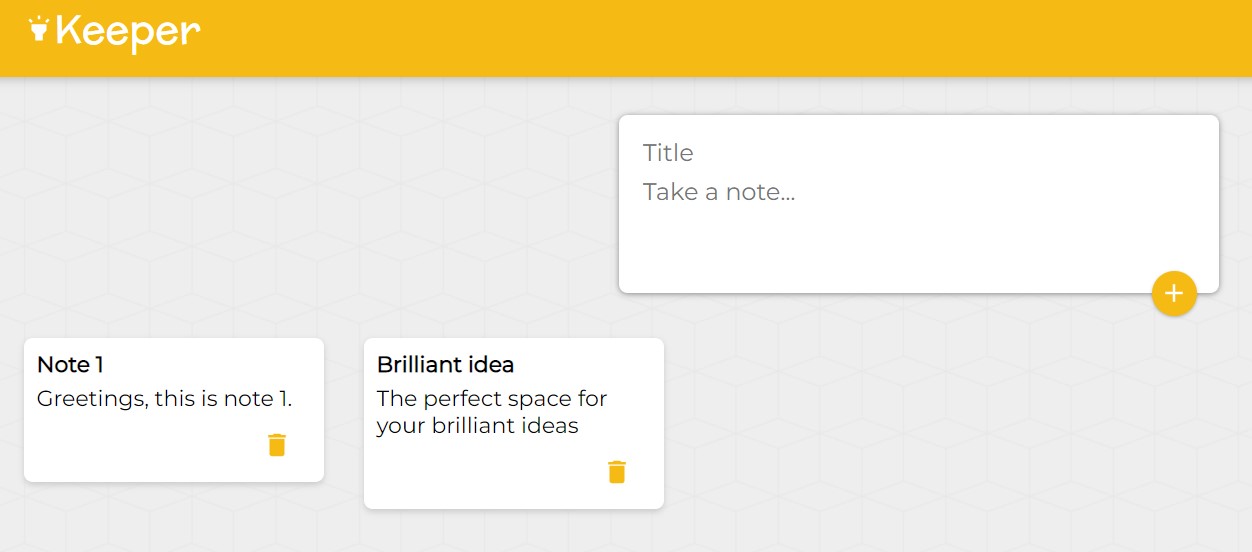 Keeper
Title
Take a note...
Note 1
Greetings, this is note 1.
Brilliant idea
The perfect space for
your brilliant ideas